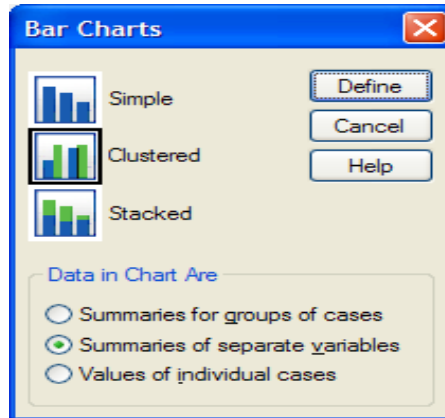 Bar Charts
Simple
Define
Cancel
Clustered
Help
Stacked
Data in Chart Are
Summaries for groups of cases
Summaries of separate variables
Values of individual cases